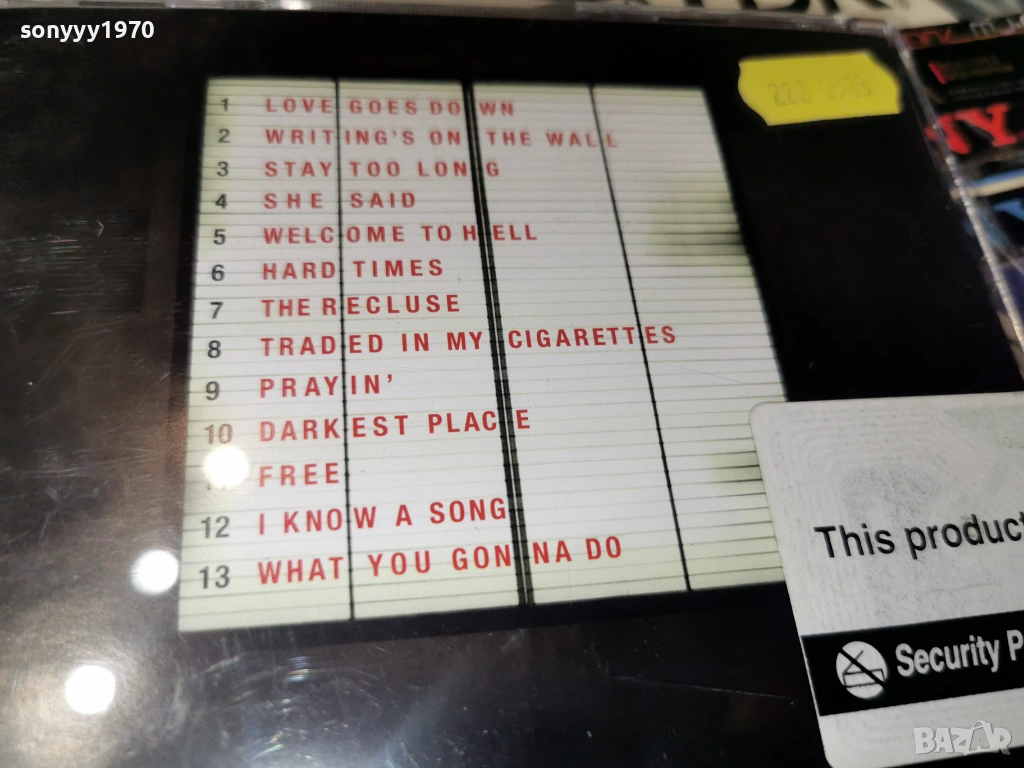 sonyyy1970
1 LOVE GOES DOWN
2 WRITING'S ON THE WALL
3 STAY TOO LONG
4 SHE SAID
5 WELCOME TO HELL
6 HARD TIMES
7 THE RECLUSE
8 TRADED IN MY CIGARETTES
9 PRAYIN'
10 DARKEST PLACE
FREE
12 I KNOW A SONG
13 WHAT YOU GONNA DO
This product
Security P
BAZAR